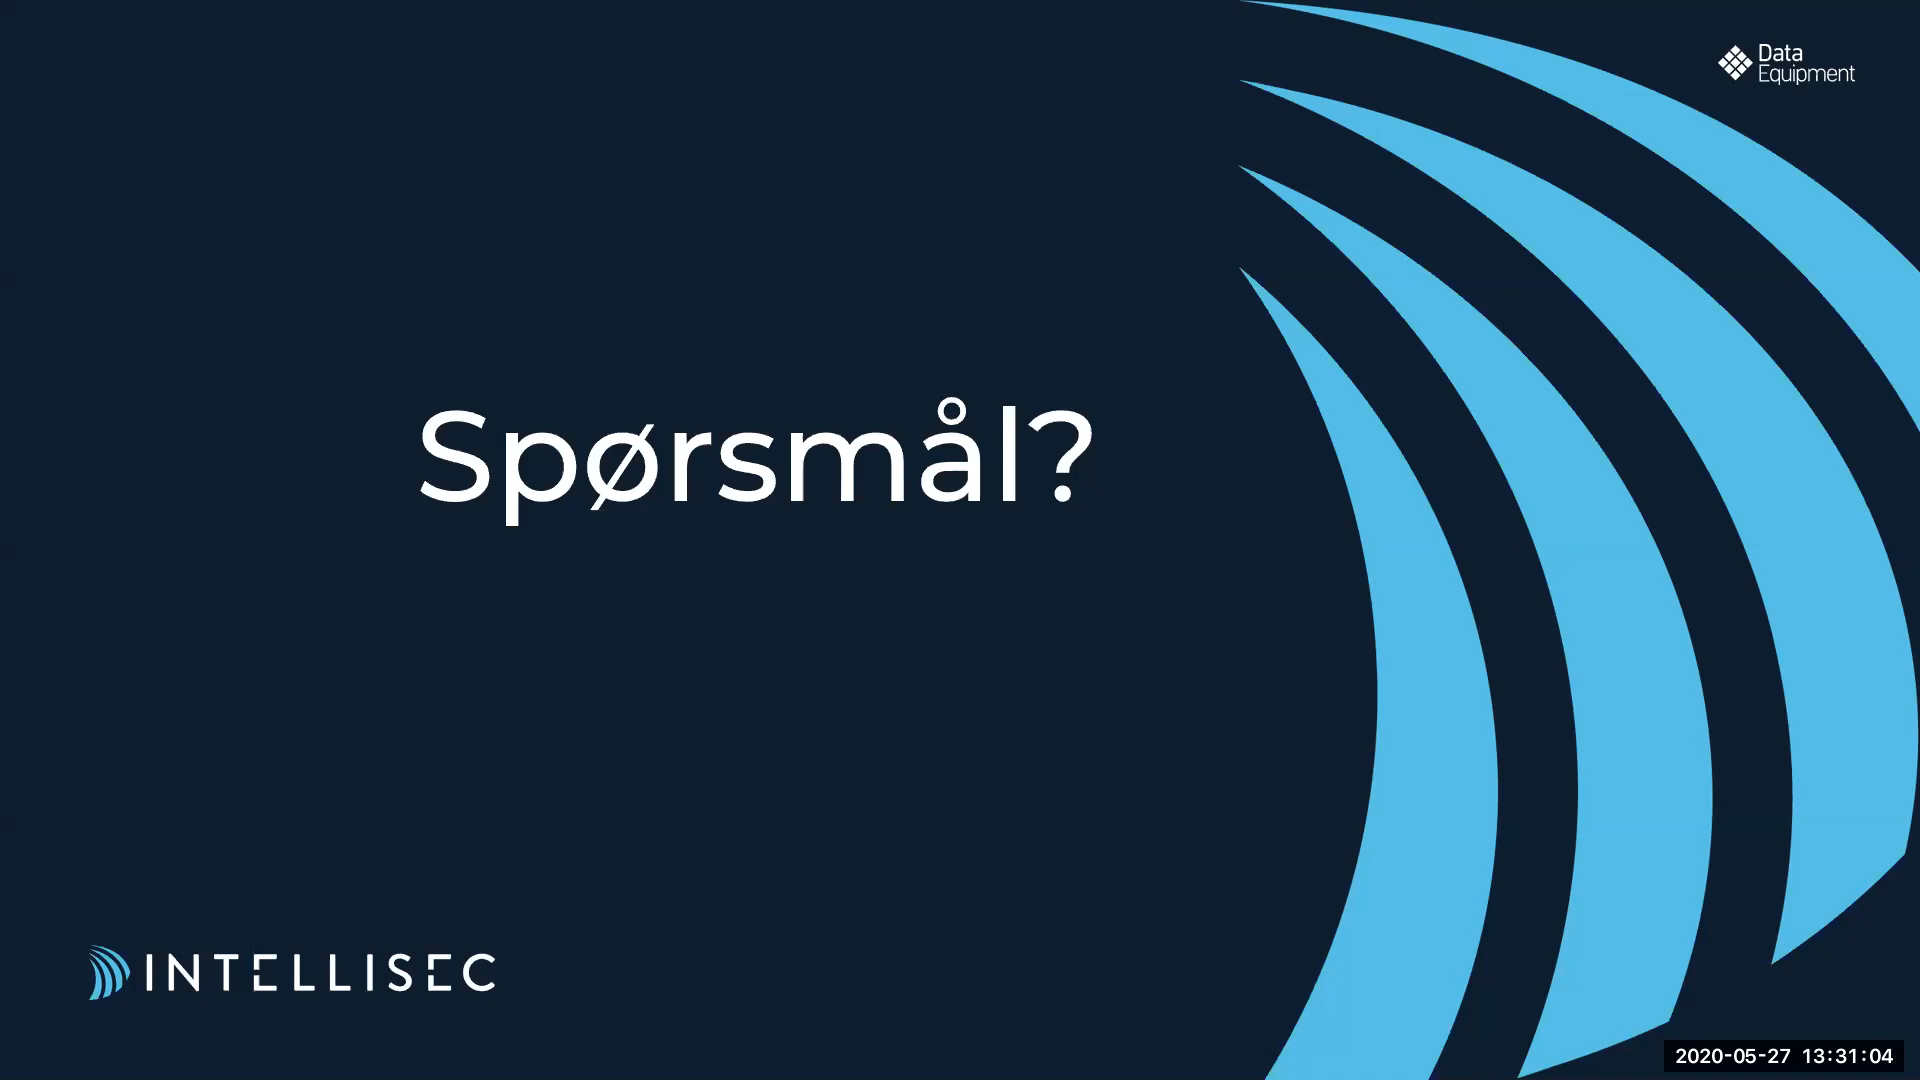 Data
Equipment
Spørsmål?
INTELLISEC
2020-05-27 13:31:04